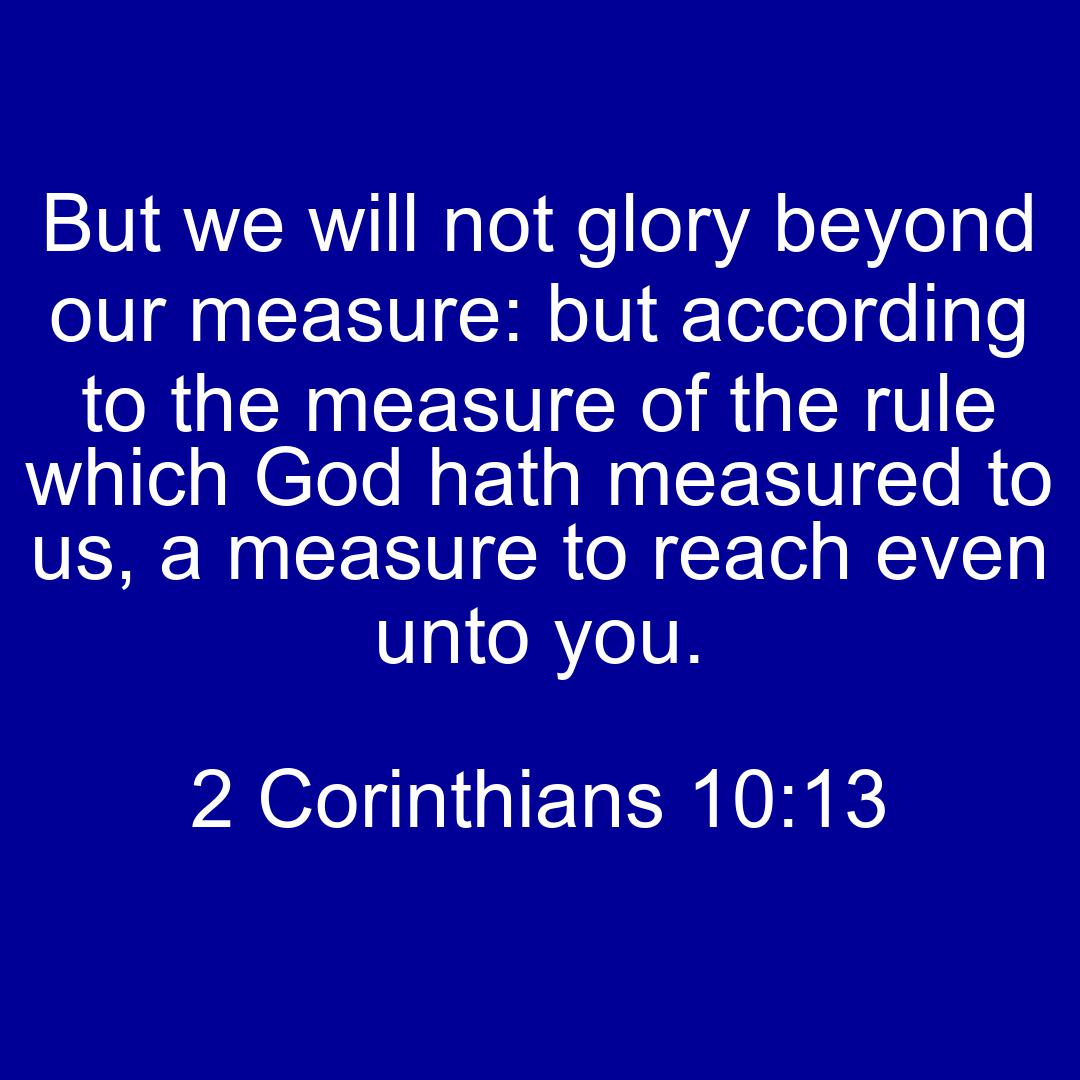 But we will not glory beyond
our measure: but according
to the measure of the rule
which God hath measured to
us, a measure to reach even
unto you.
2 Corinthians 10:13